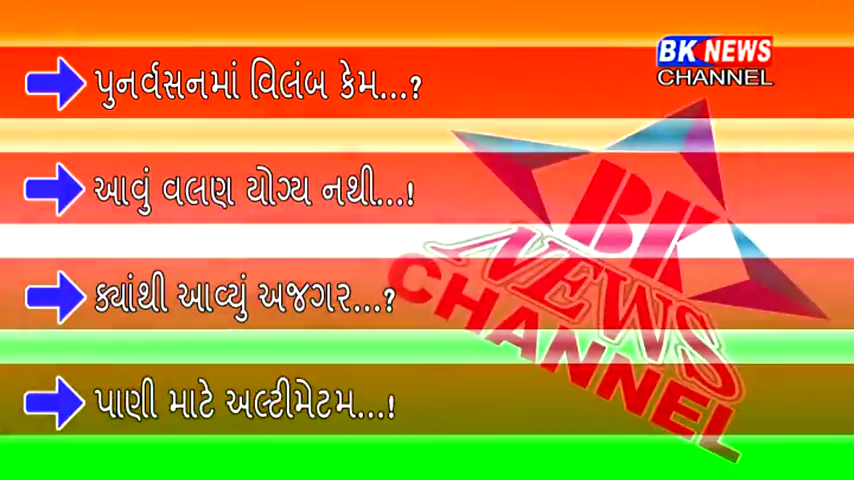 BK NEWS
CHANNEL
પુનર્વસનમાં વિલંબ કેમ...?
આવું વલણ યોગ્ય નથી...!
ક્યાંથી આવ્યું અજગર...?
પાણી માટે અલ્ટીમેટમ...!
BK
NEWS
CHANNEL